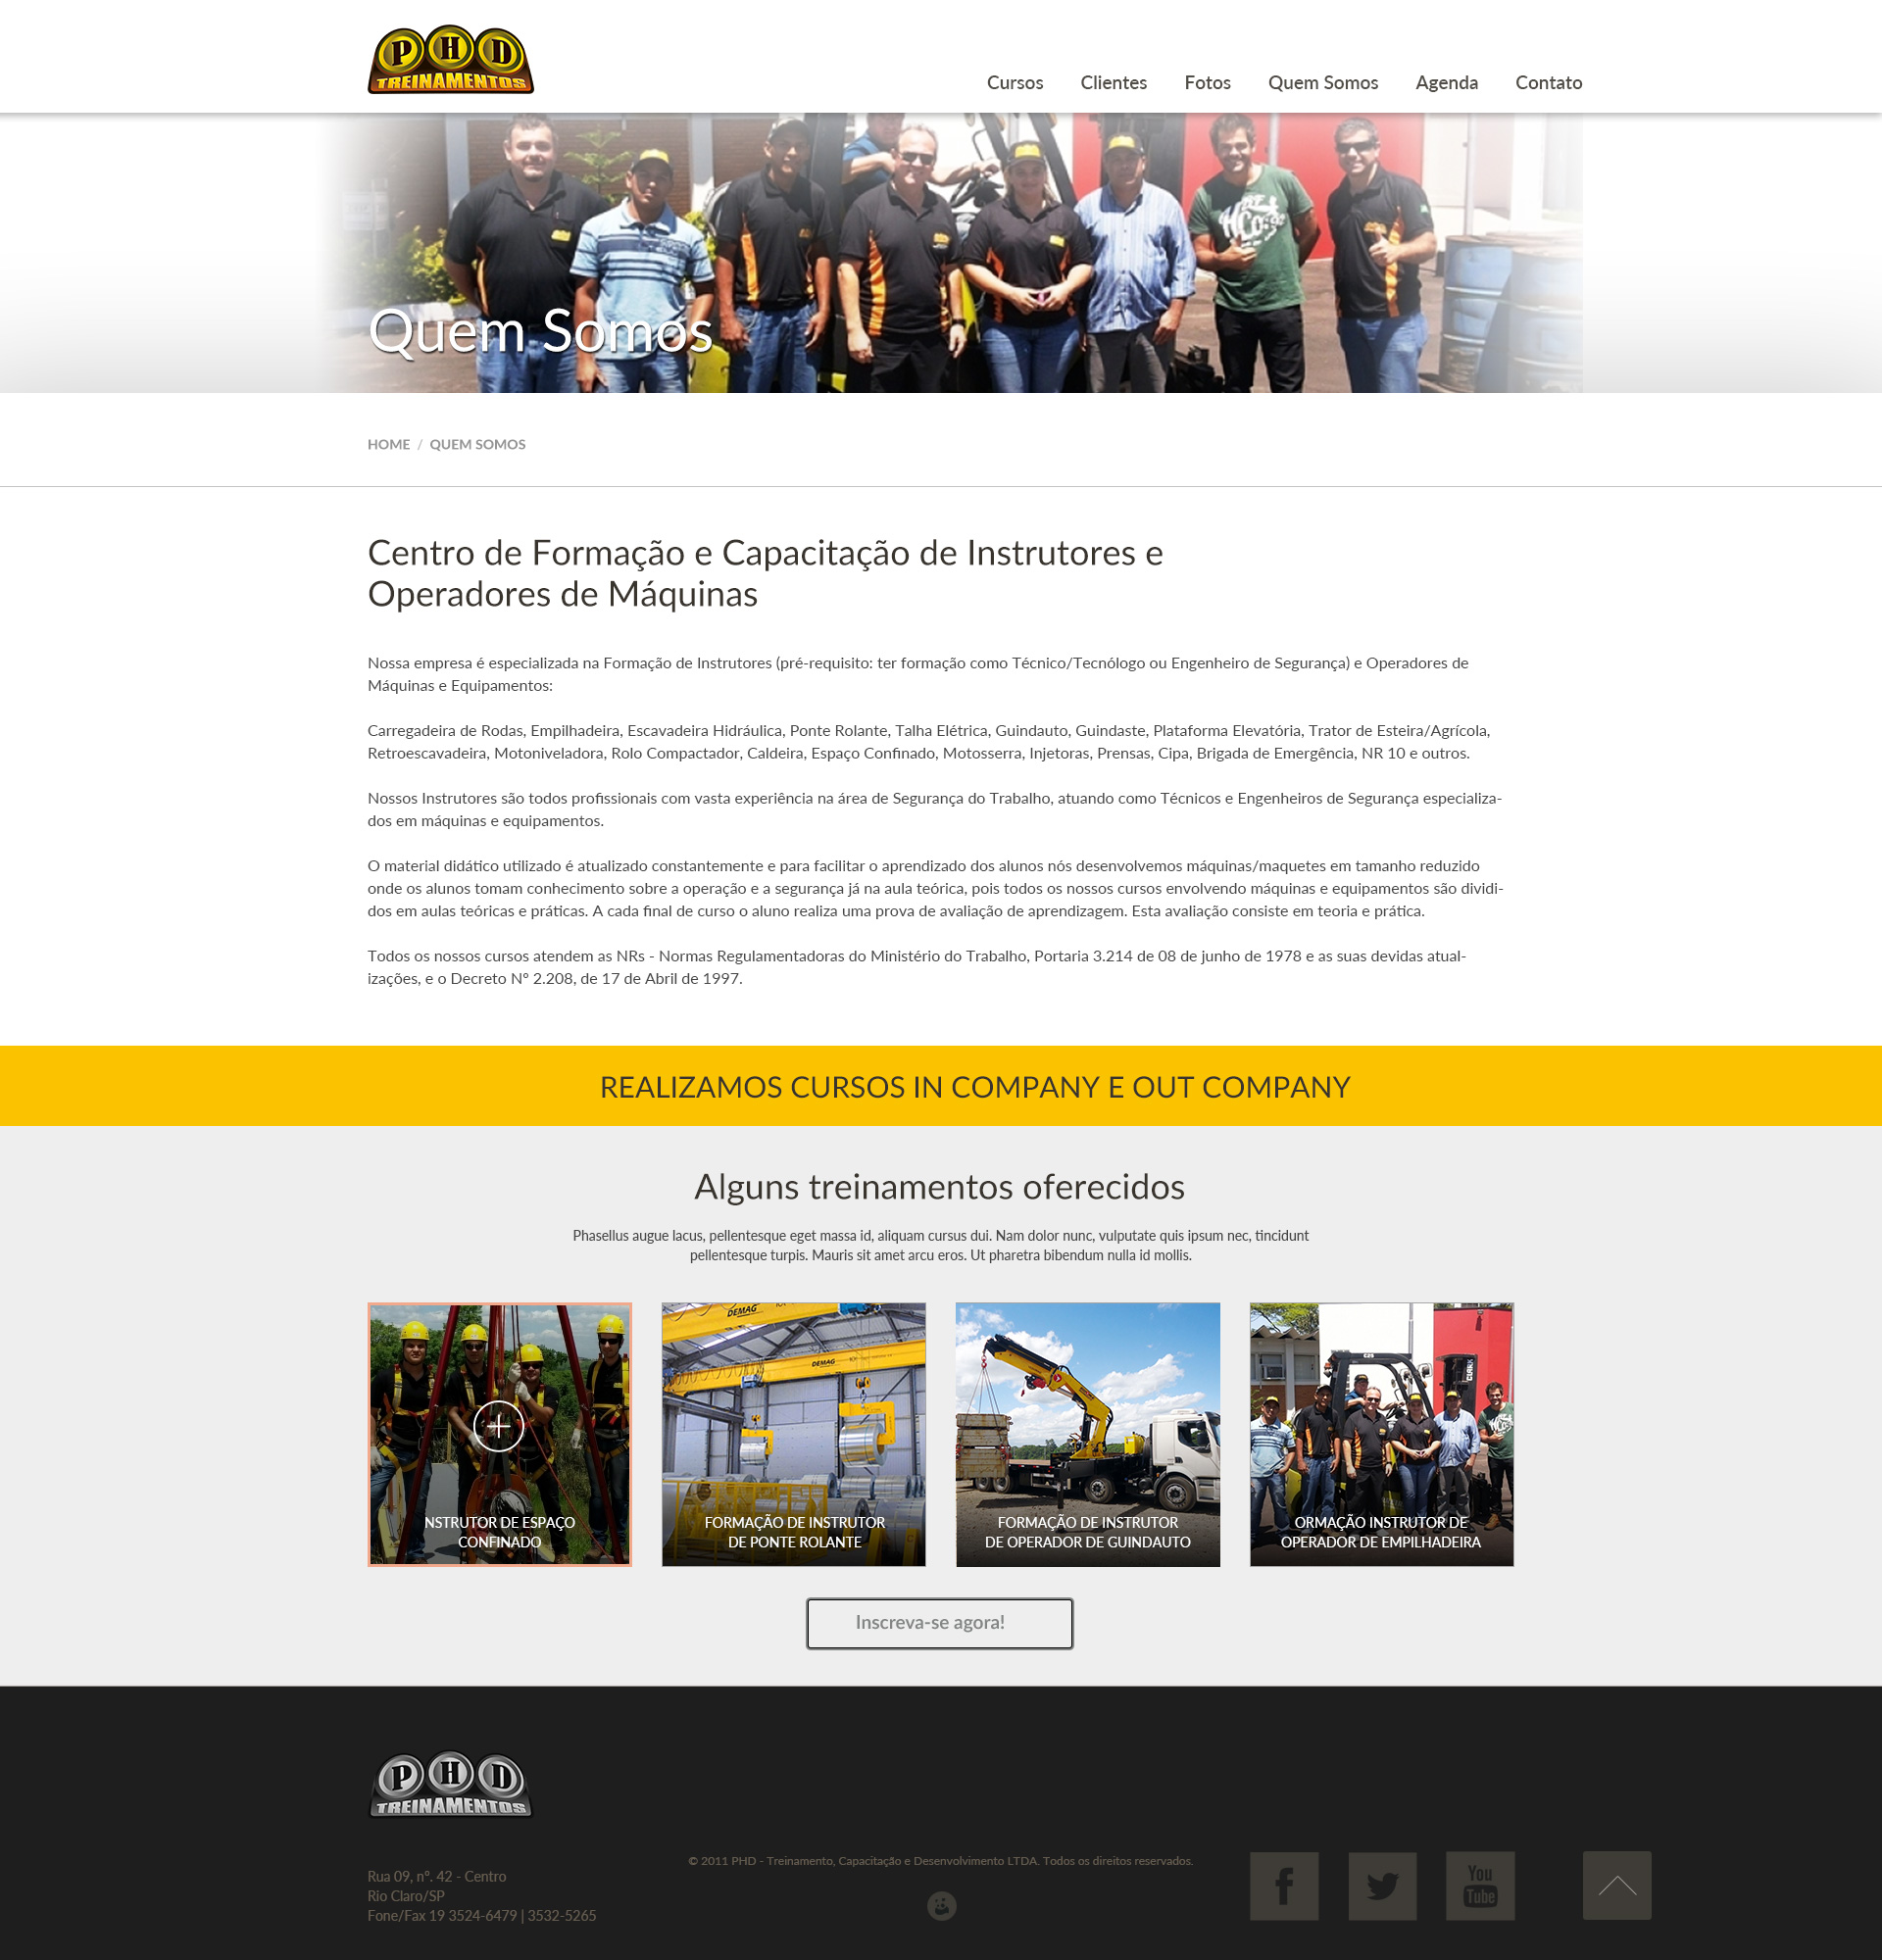 PHD
TREINAMENTOS
Cursos Clientes Fotos Quem Somos Agenda Contato
Quem Somos
HOME / QUEM SOMOS
Centro de Formação e Capacitação de Instrutores e
Operadores de Máquinas
Nossa empresa é especializada na Formação de Instrutores (pré-requisito: ter formação como Técnico/Tecnólogo ou Engenheiro de Segurança) e Operadores de
Máquinas e Equipamentos:
Carregadeira de Rodas, Empilhadeira, Escavadeira Hidráulica, Ponte Rolante, Talha Elétrica, Guindauto, Guindaste, Plataforma Elevatória, Trator de Esteira/Agrícola,
Retroescavadeira, Motoniveladora, Rolo Compactador, Caldeira, Espaço Confinado, Motosserra, Injetoras, Prensas, Cipa, Brigada de Emergência, NR 10 e outros.
Nossos Instrutores são todos profissionais com vasta experiência na área de Segurança do Trabalho, atuando como Técnicos e Engenheiros de Segurança especializa-
dos em máquinas e equipamentos.
O material didático utilizado é atualizado constantemente e para facilitar o aprendizado dos alunos nós desenvolvemos máquinas/maquetes em tamanho reduzido
onde os alunos tomam conhecimento sobre a operação e a segurança já na aula teórica, pois todos os nossos cursos envolvendo máquinas e equipamentos são dividi-
dos em aulas teóricas e práticas. A cada final de curso o aluno realiza uma prova de avaliação de aprendizagem. Esta avaliação consiste em teoria e prática.
Todos os nossos cursos atendem as NRs - Normas Regulamentadoras do Ministério do Trabalho, Portaria 3.214 de 08 de junho de 1978 e as suas devidas atual-
izações, e o Decreto Nº 2.208, de 17 de Abril de 1997.
REALIZAMOS CURSOS IN COMPANY E OUT COMPANY
Alguns treinamentos oferecidos
Phasellus augue lacus, pellentesque eget massa id, aliquam cursus dui. Nam dolor nunc, vulputate quis ipsum nec, tincidunt
pellentesque turpis. Mauris sit amet arcu eros. Ut pharetra bibendum nulla id mollis.
DEMAG
DEMAG
NSTRUTOR DE ESPAÇO
CONFINADO
FORMAÇÃO DE INSTRUTOR
DE PONTE ROLANTE
FORMAÇÃO DE INSTRUTOR
DE OPERADOR DE GUINDAUTO
ORMAÇÃO INSTRUTOR DE
OPERADOR DE EMPILHADEIRA
Inscreva-se agora!
PHD
TREINAMENTOS
Rua 09, nº. 42 - Centro
Rio Claro/SP
Fone/Fax 19 3524-6479 | 3532-5265
© 2011 PHD - Treinamento, Capacitação e Desenvolvimento LTDA. Todos os direitos reservados.
You
Tube